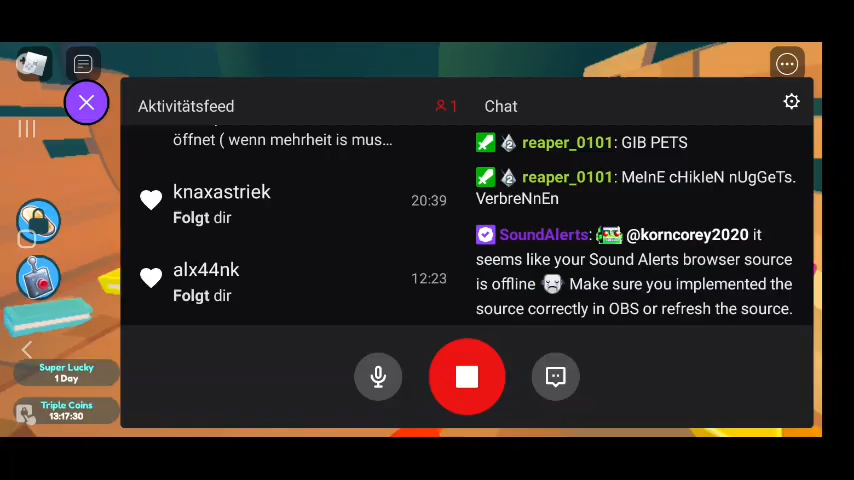 Aktivitätsfeed
1
Chat
öffnet ( wenn mehrheit is mus...
knaxastriek
Folgt dir
20:39
alx44nk
Folgt dir
12:23
reaper_0101: GIB PETS
reaper_0101: MeInE cHikIeN nUgGeTs.
VerbreNnEn
SoundAlerts: @korncorey2020 it
seems like your Sound Alerts browser source
is offline Make sure you implemented the
source correctly in OBS or refresh the source.
Super Lucky
1 Day
Triple Coins
13:17:30